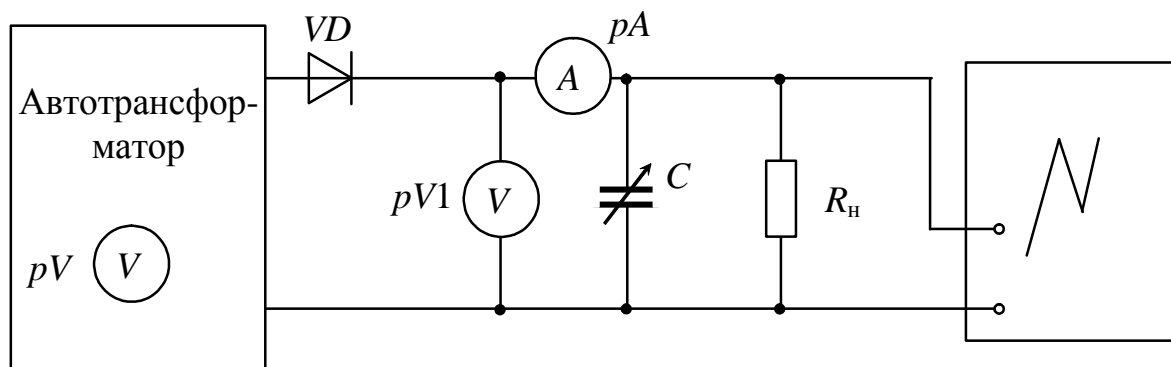 VD
pA
A
Автотрансфор-
матор
pV1
V
C
Rн
pV
V